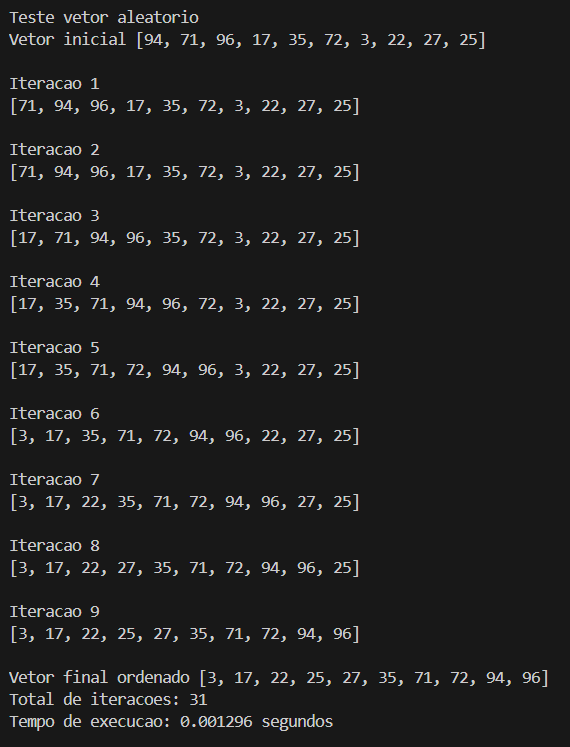 Teste vetor aleatorio
Vetor inicial [94, 71, 96, 17, 35, 72, 3, 22, 27, 25]
Iteracao 1
[71, 94, 96, 17, 35, 72, 3, 22, 27, 25]
Iteracao 2
[71, 94, 96, 17, 35, 72, 3, 22, 27, 25]
Iteracao 3
[17, 71, 94, 96, 35, 72, 3, 22, 27, 25]
Iteracao 4
[17, 35, 71, 94, 96, 72, 3, 22, 27, 25]
Iteracao 5
[17, 35, 71, 72, 94, 96, 3, 22, 27, 25]
Iteracao 6
[3, 17, 35, 71, 72, 94, 96, 22, 27, 25]
Iteracao 7
[3, 17, 22, 35, 71, 72, 94, 96, 27, 25]
Iteracao 8
[3, 17, 22, 27, 35, 71, 72, 94, 96, 25]
Iteracao 9
[3, 17, 22, 25, 27, 35, 71, 72, 94, 96]
Vetor final ordenado [3, 17, 22, 25, 27, 35, 71, 72, 94, 96]
Total de iteracoes: 31
Tempo de execucao: 0.001296 segundos